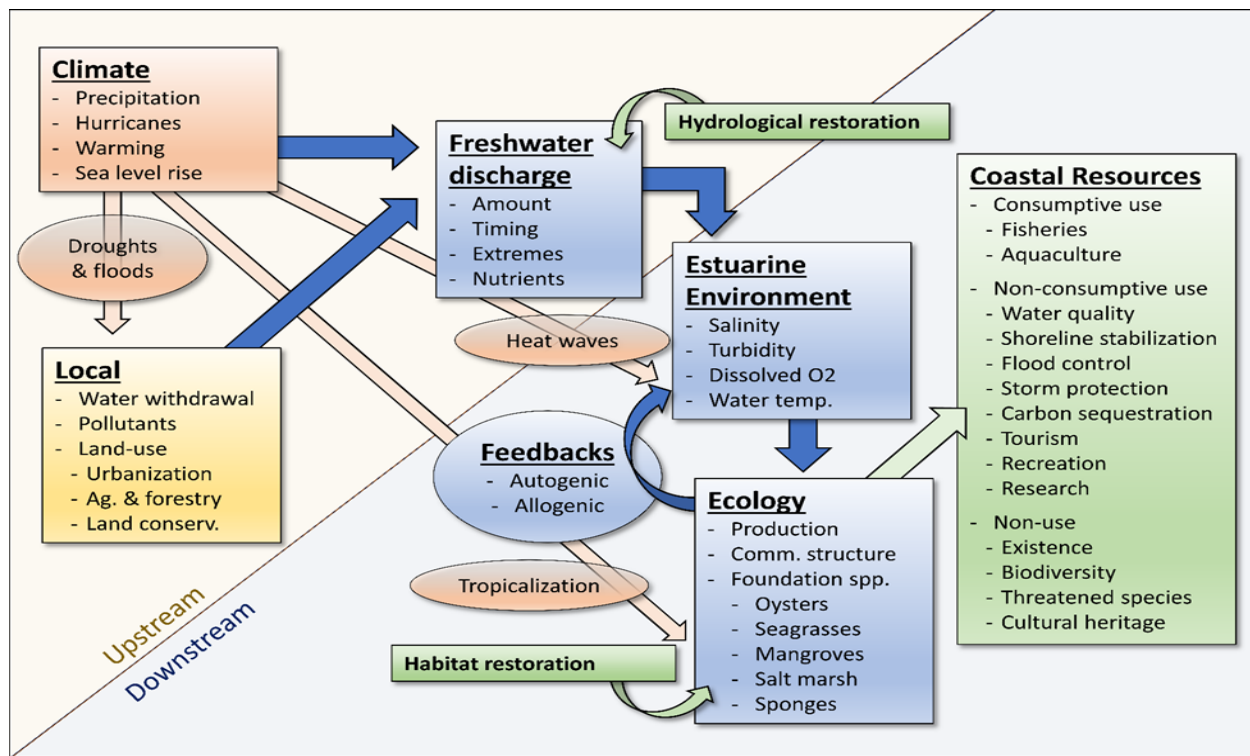 Climate
- Precipitation
- Hurricanes
- Warming
- Sea level rise
Droughts
& floods
Local
- Water withdrawal
- Pollutants
- Land-use
- Urbanization
- Ag. & forestry
- Land conserv.
Upstream
Downstream
Hydrological restoration
Freshwater
discharge
- Amount
- Timing
- Extremes
- Nutrients
Heat waves
Estuarine
Environment
- Salinity
- Turbidity
- Dissolved O2
- Water temp.
Feedbacks
- Autogenic
- Allogenic
Tropicalization
Habitat restoration
Ecology
- Production
- Comm. structure
- Foundation spp.
- Oysters
- Seagrasses
- Mangroves
- Salt marsh
- Sponges
Coastal Resources
- Consumptive use
- Fisheries
- Aquaculture
- Non-consumptive use
- Water quality
- Shoreline stabilization
- Flood control
- Storm protection
- Carbon sequestration
- Tourism
- Recreation
- Research
- Non-use
- Existence
- Biodiversity
- Threatened species
- Cultural heritage